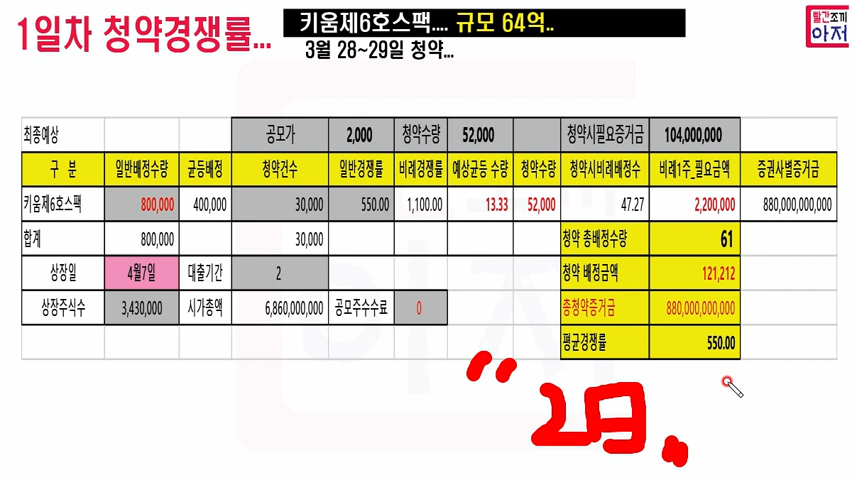 1일차 청약경쟁률...
키움제6호스팩.... 규모 64억..
3월 28~29일 청약...
빨간조끼
아저
최종예상 공모가 2,000 청약수량 52,000 청약시필요증거금 104,000,000
구 분 일반배정수량 균등배정 청약건수 일반경쟁률 비례경쟁률 예상균등 수량 청약수량 청약시비례배정수 비례1주_필요금액 증권사별증거금
키움제6호스팩 800,000 400,000 30,000 550.00 1,100.00 13.33 52,000 47.27 2,200,000 880,000,000,000
합계 800,000 30,000 청약 총배정수량 61
상장일 4월7일 대출기간 2 청약 배정금액 121,212
상장주식수 3,430,000 시가총액 6,860,000,000 공모주수수료 0 총청약증거금 880,000,000,000
평균경쟁률 550.00
"2일"